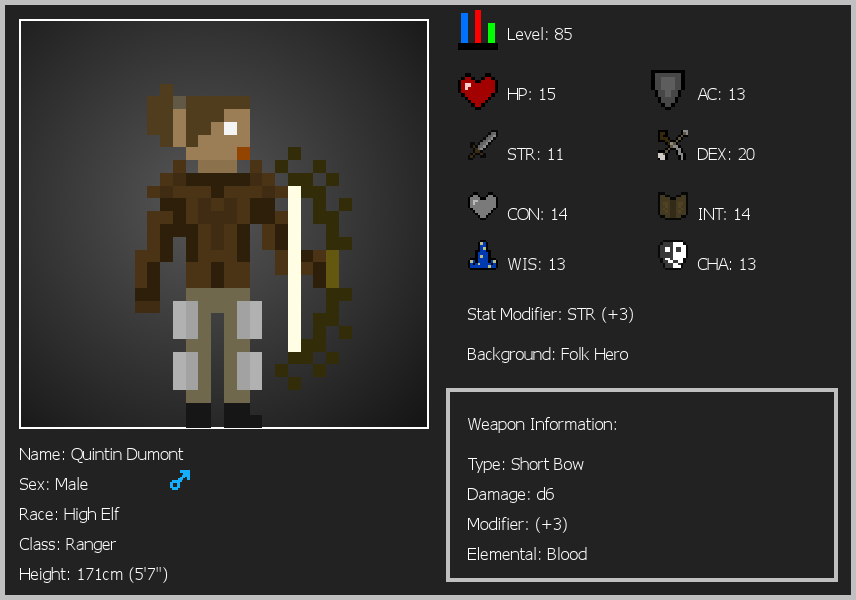 Level: 85
HP: 15
AC: 13
STR: 11
DEX: 20
CON: 14
INT: 14
WIS: 13
CHA: 13
Stat Modifier: STR (+3)
Background: Folk Hero
Weapon Information:
Type: Short Bow
Damage: d6
Modifier: (+3)
Elemental: Blood
Name: Quintin Dumont
Sex: Male
Race: High Elf
Class: Ranger
Height: 171cm (5'7")